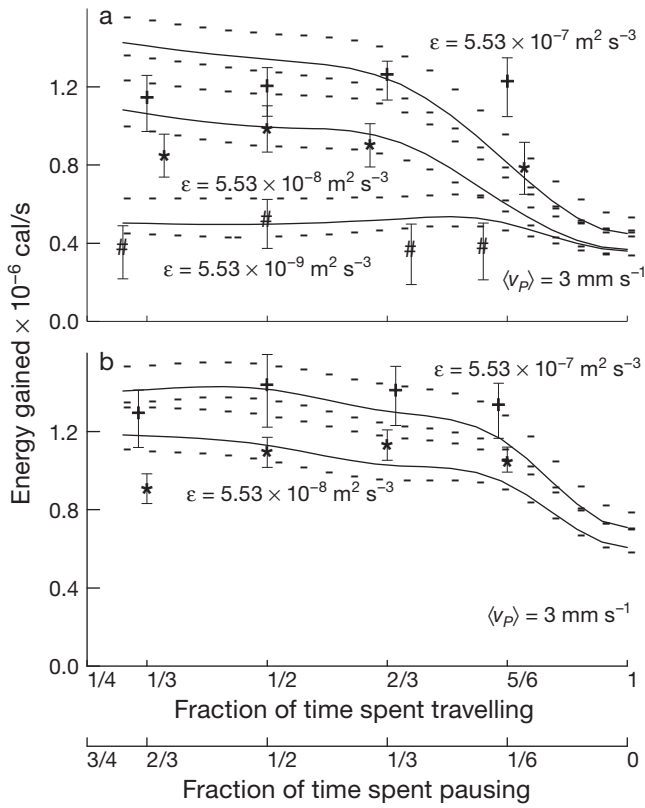 a
ε = 5.53 × 10⁻⁷ m² s⁻³
1.2
0.8
ε = 5.53 × 10⁻⁸ m² s⁻³
0.4
ε = 5.53 × 10⁻⁹ m² s⁻³
⟨vₚ⟩ = 3 mm s⁻¹
0.0
Energy gained × 10⁻⁶ cal/s
b
ε = 5.53 × 10⁻⁷ m² s⁻³
1.2
ε = 5.53 × 10⁻⁸ m² s⁻³
0.8
0.4
⟨vₚ⟩ = 3 mm s⁻¹
0.0
1/4 1/3 1/2 2/3 5/6 1
Fraction of time spent travelling
3/4 2/3 1/2 1/3 1/6 0
Fraction of time spent pausing